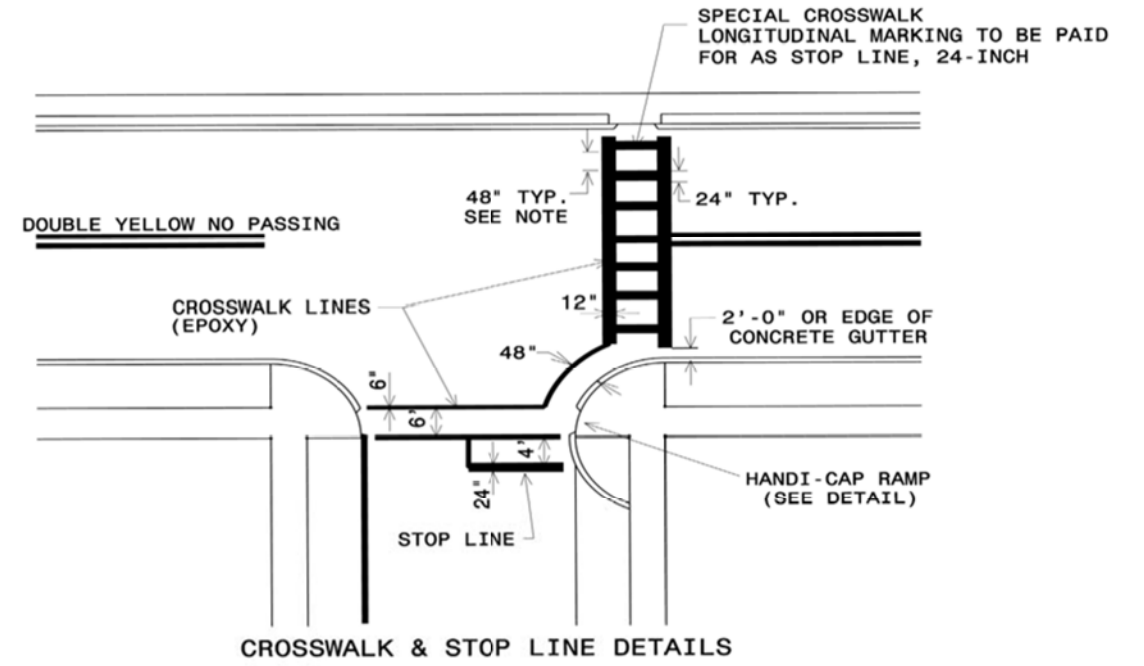 SPECIAL CROSSWALK
LONGITUDINAL MARKING TO BE PAID
FOR AS STOP LINE, 24-INCH
48" TYP.
SEE NOTE
24" TYP.
DOUBLE YELLOW NO PASSING
CROSSWALK LINES
(EPOXY)
12"
2'-0" OR EDGE OF
CONCRETE GUTTER
48"
6"
6'
4'
24"
HANDI-CAP RAMP
(SEE DETAIL)
STOP LINE
CROSSWALK & STOP LINE DETAILS